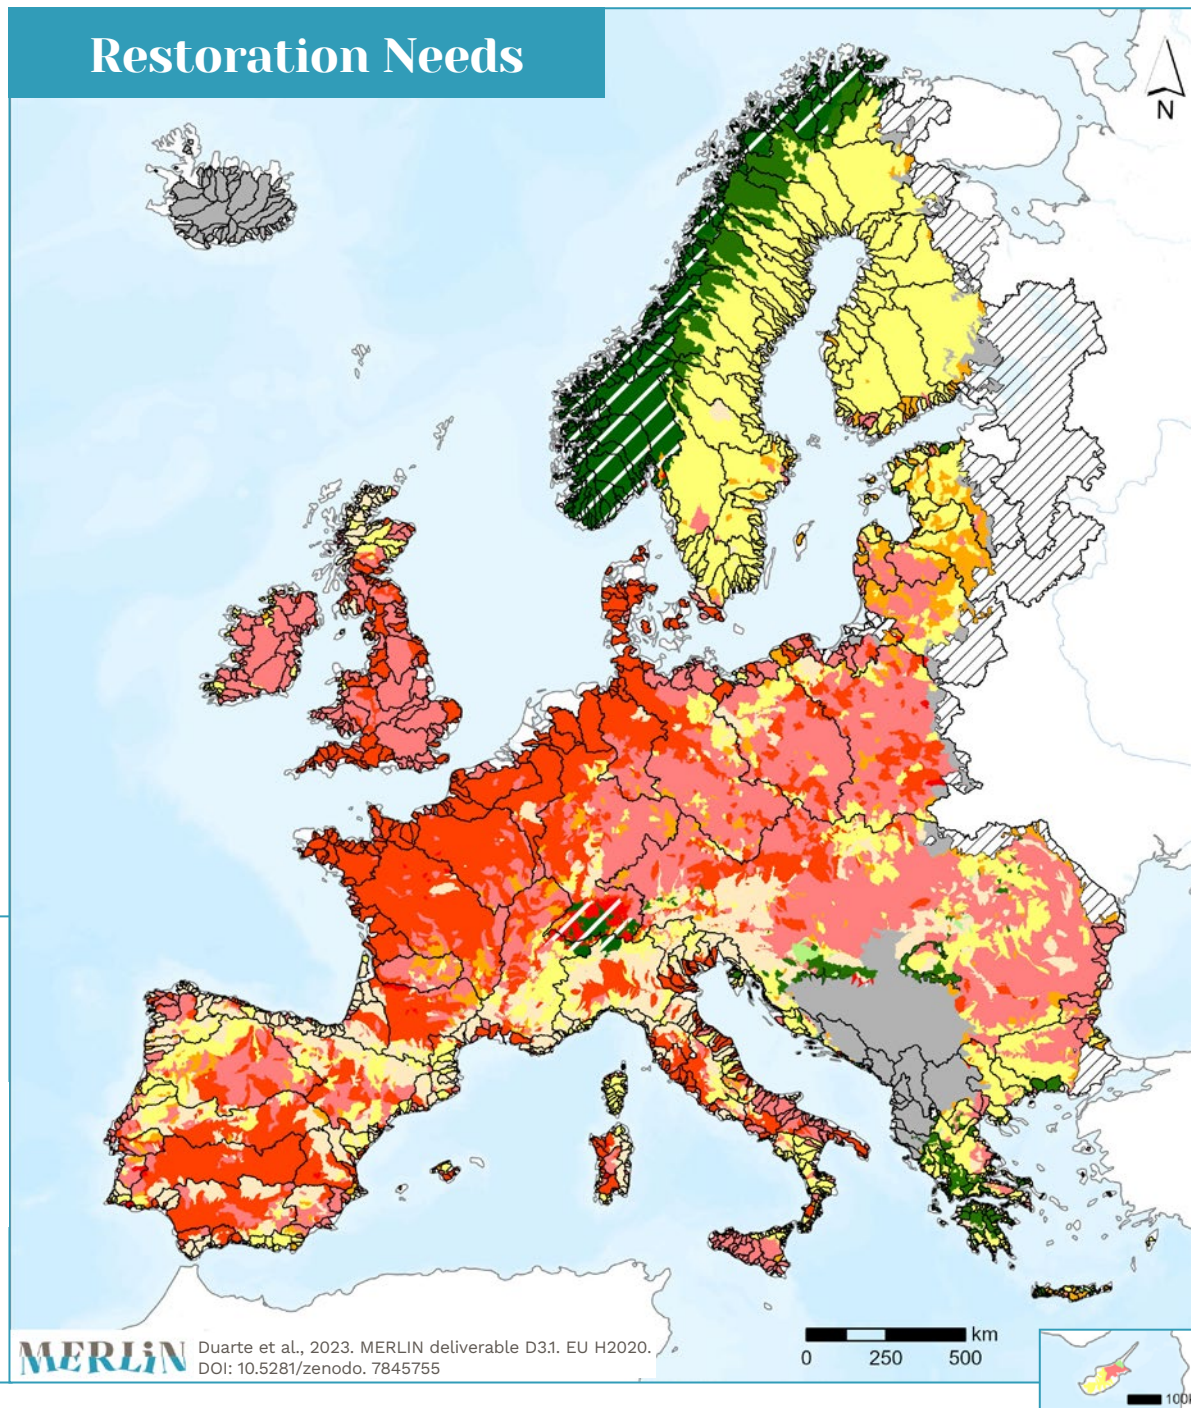 Restoration Needs
N
km
0 250 500
MERLiN
Duarte et al., 2023. MERLIN deliverable D3.1. EU H2020.
DOI: 10.5281/zenodo. 7845755